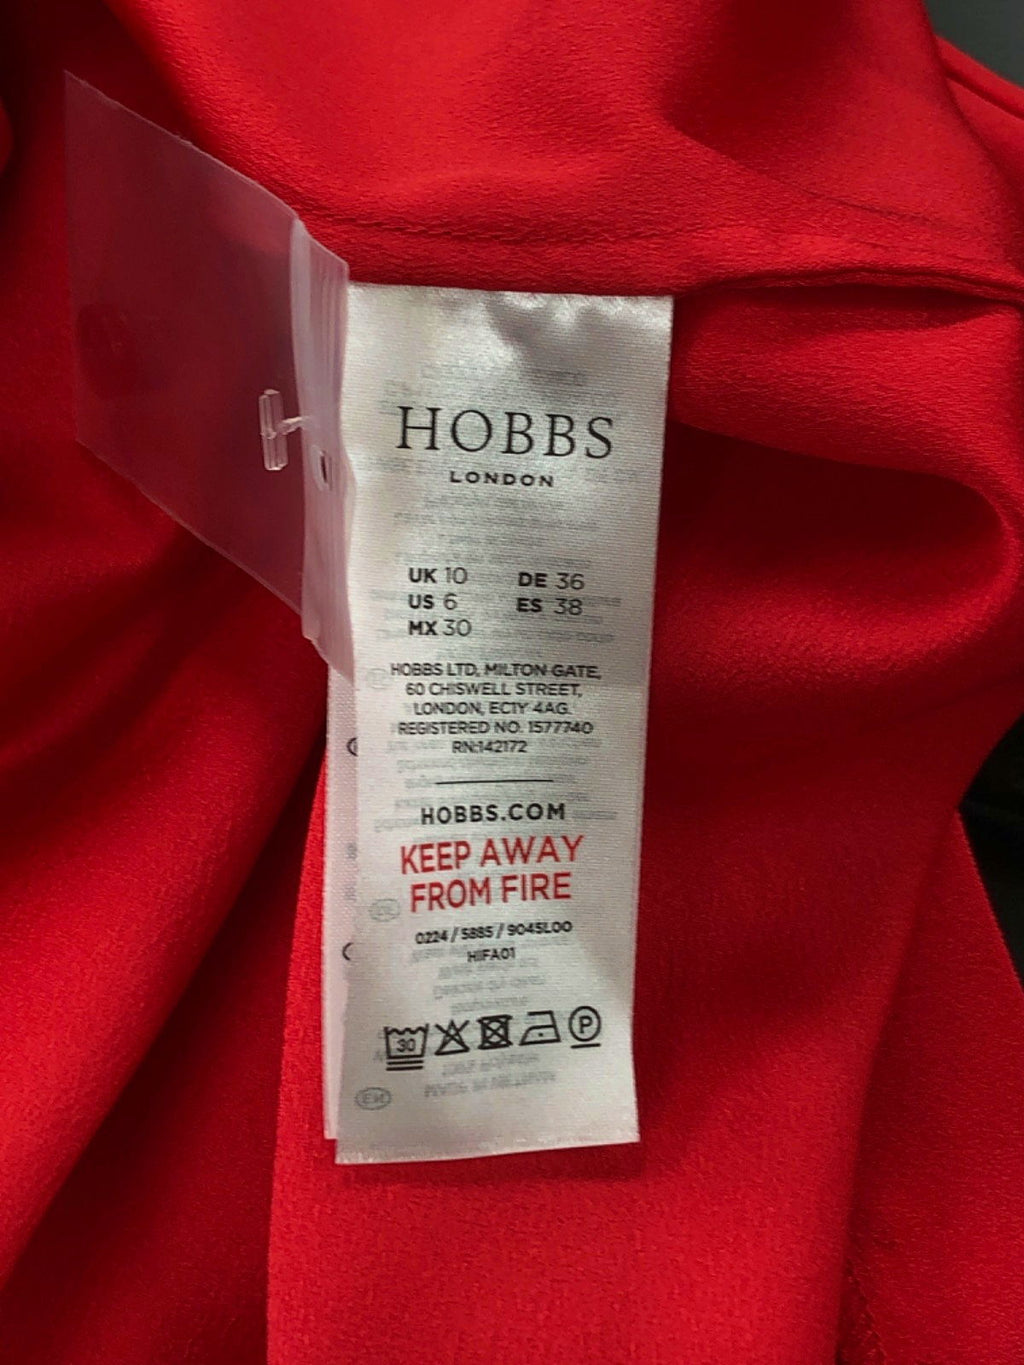 HOBBS
LONDON
UK 10 DE 36
US 6 ES 38
MX 30
HOBBS LTD, MILTON GATE,
60 CHISWELL STREET,
LONDON, EC1Y 4AG.
REGISTERED NO. 1577740
RN:142172
HOBBS.COM
KEEP AWAY
FROM FIRE
0224 / 5885 / 9045L00
HIFA01
30
P